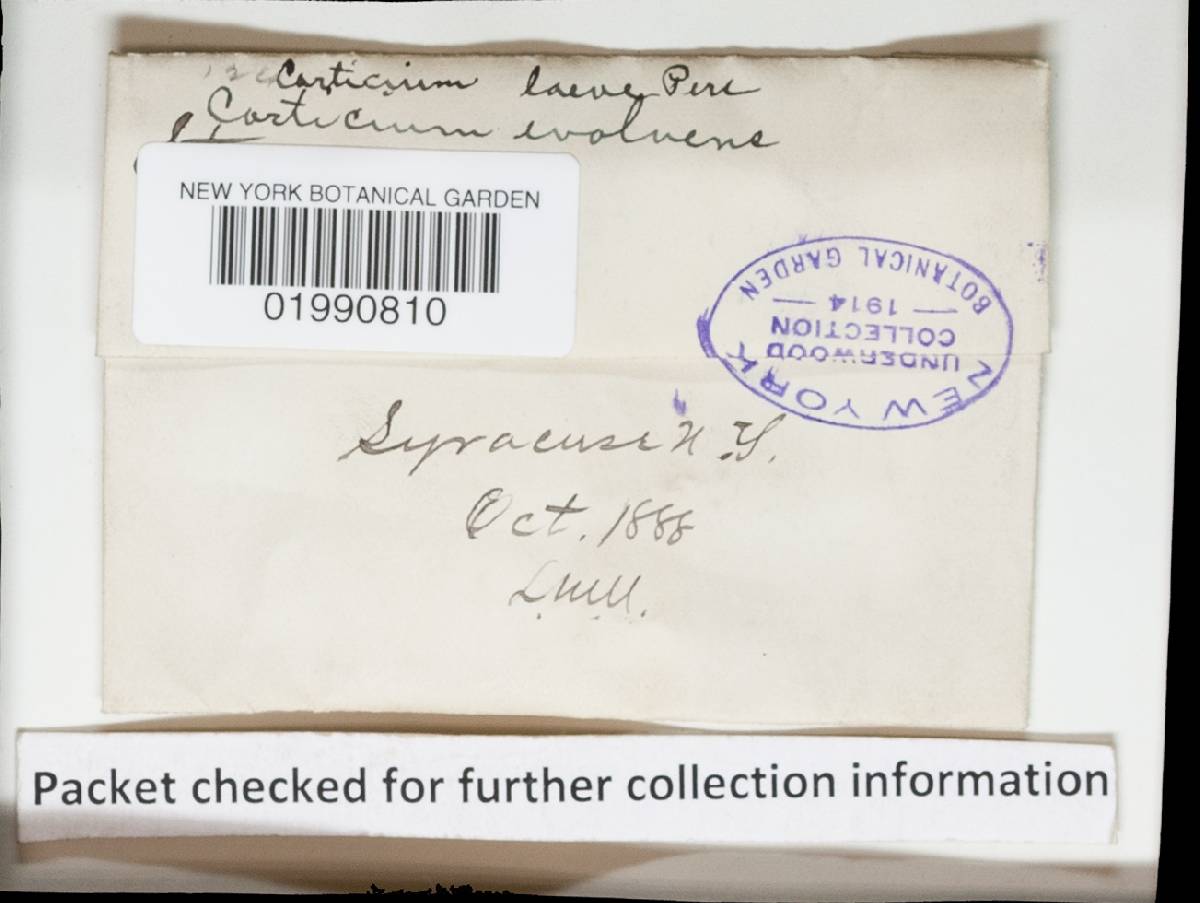 Corticium laeve Pers
Corticium evolvens
NEW YORK BOTANICAL GARDEN
01990810
NEW YORK
BOTANICAL GARDEN
UNDERWOOD
COLLECTION
— 1914 —
Syracuse N.Y.
Oct. 1888
L.M.U.
Packet checked for further collection information